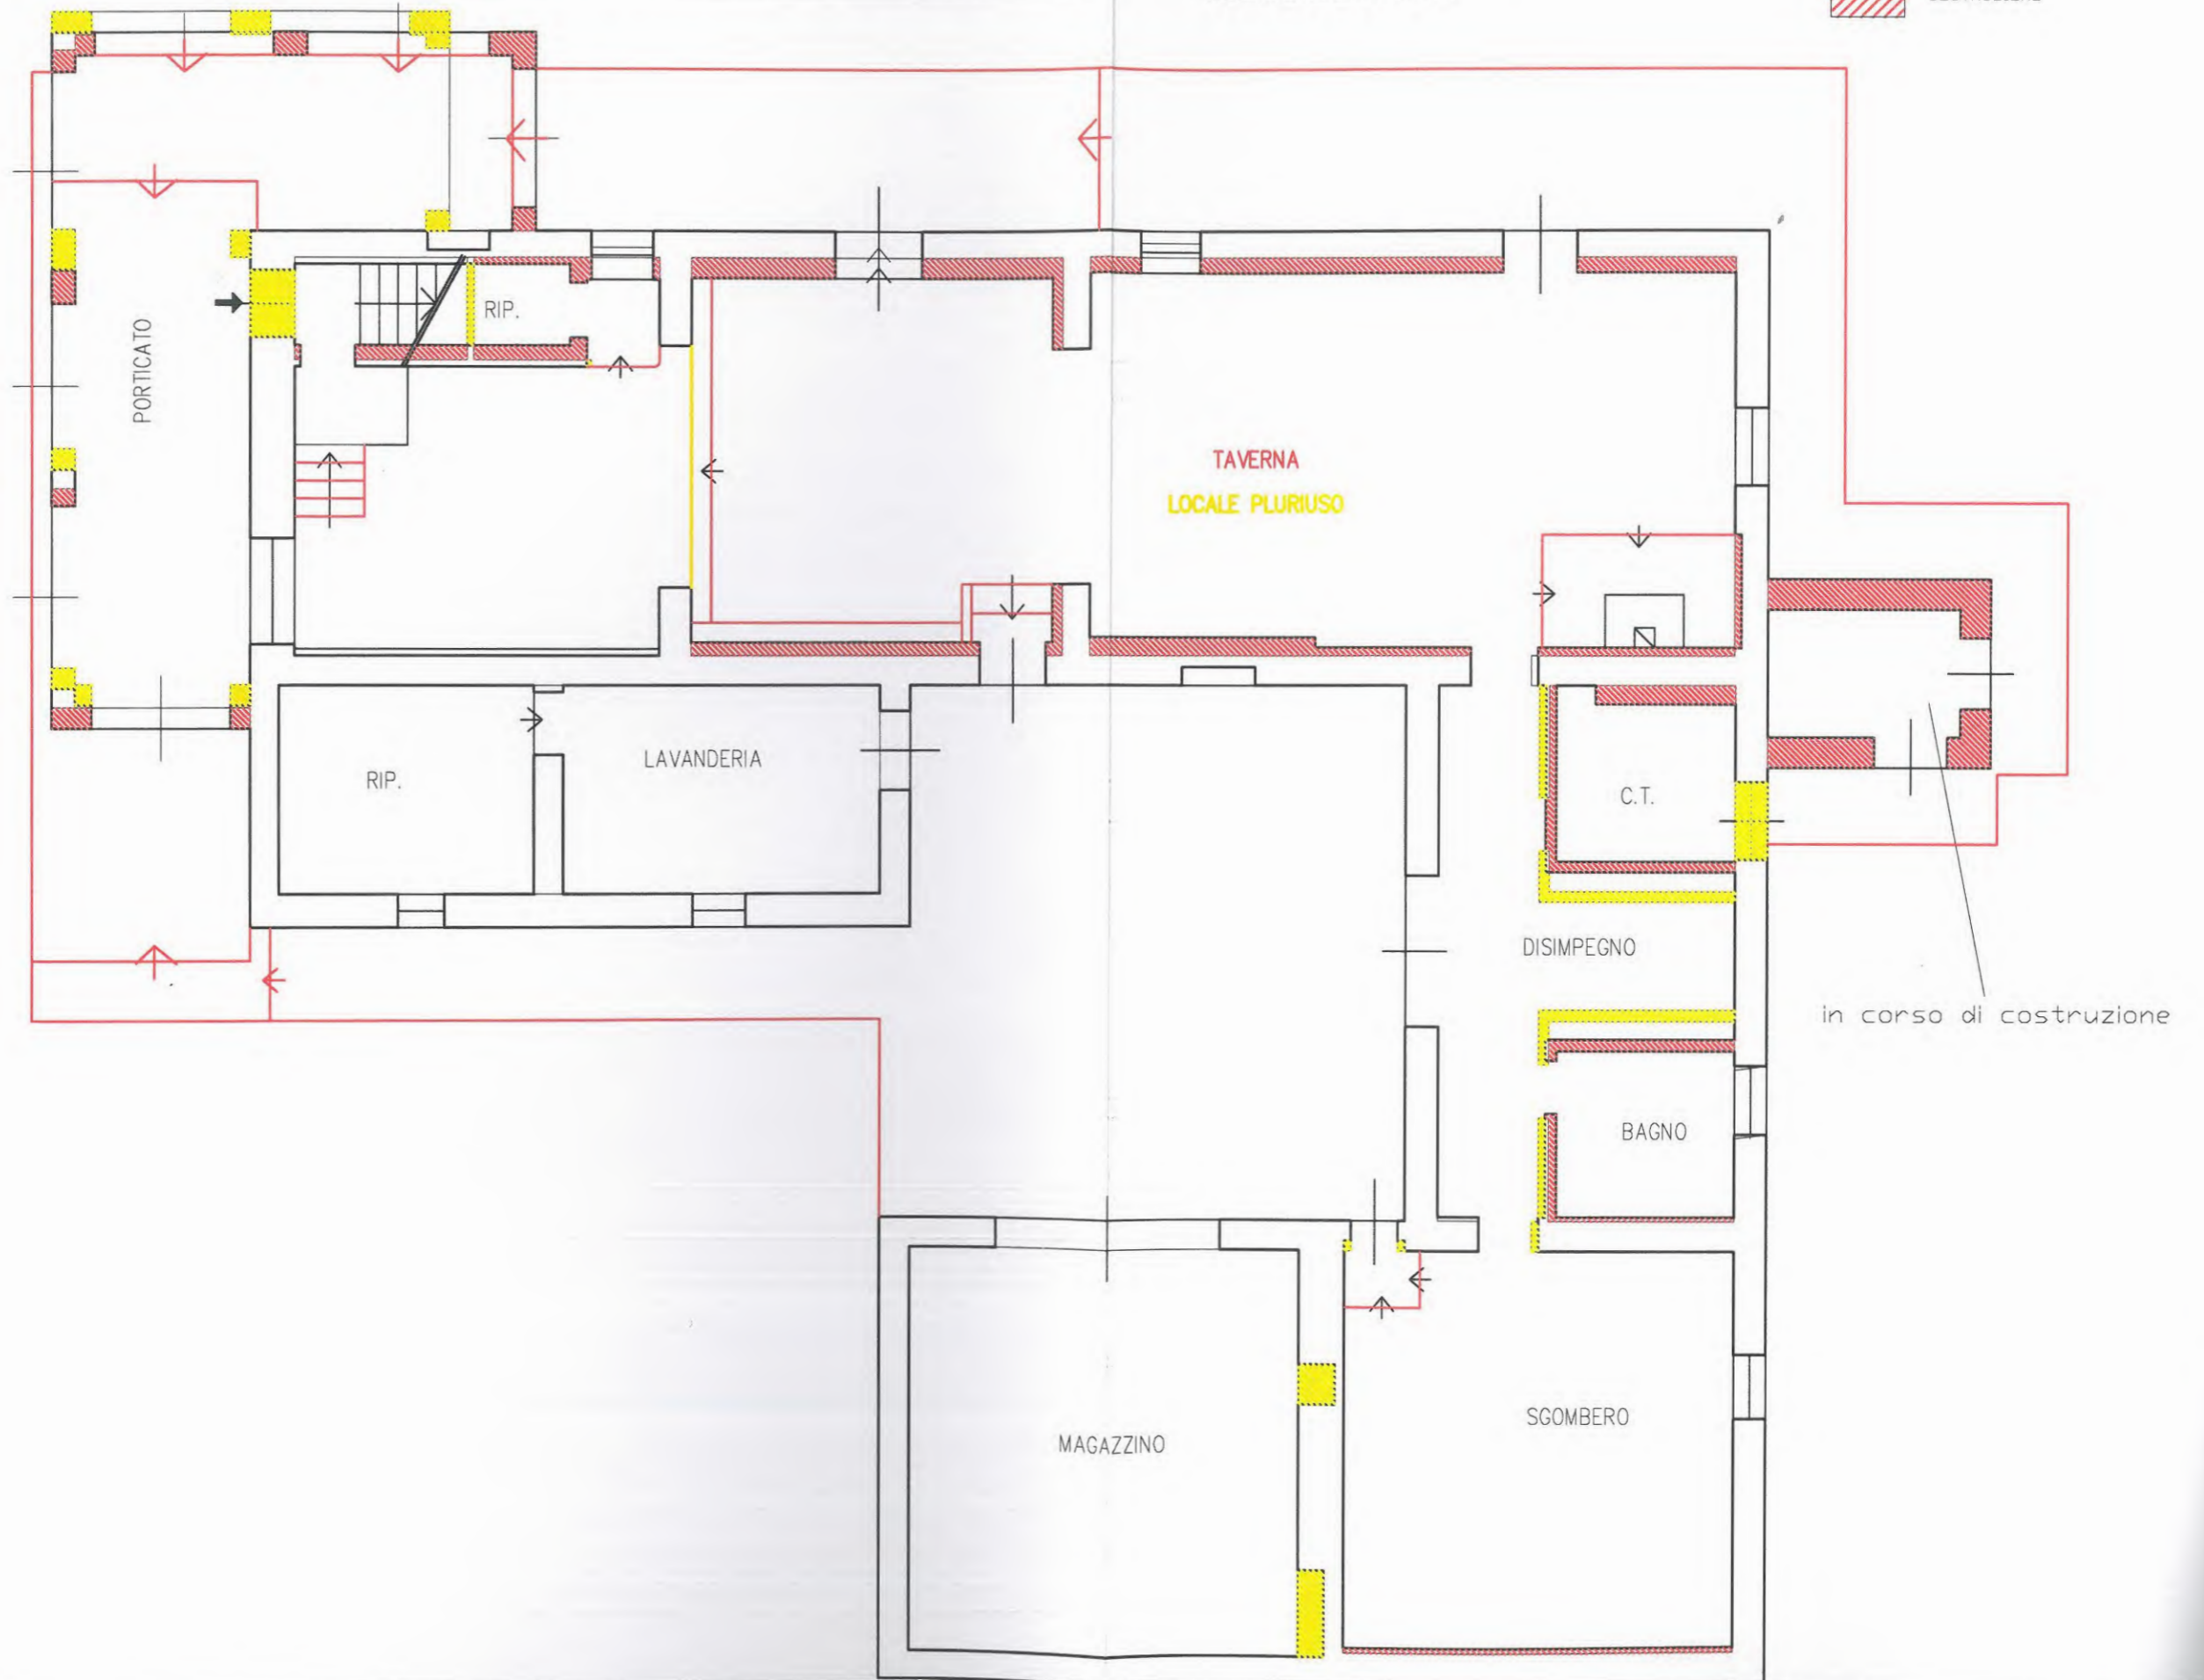 RIP.
PORTICATO
TAVERNA
LOCALE PLURIUSO
LAVANDERIA
RIP.
C.T.
DISIMPEGNO
in corso di costruzione
BAGNO
SGOMBERO
MAGAZZINO